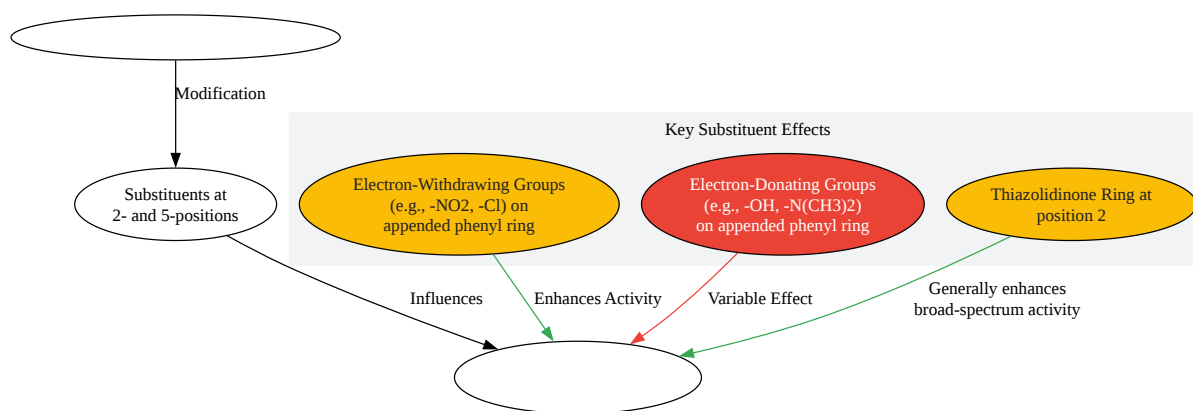 Modification
Key Substituent Effects
Substituents at
2- and 5-positions
Electron-Withdrawing Groups
(e.g., -NO2, -Cl) on
appended phenyl ring
Electron-Donating Groups
(e.g., -OH, -N(CH3)2)
on appended phenyl ring
Thiazolidinone Ring at
position 2
Influences
Enhances Activity
Variable Effect
Generally enhances
broad-spectrum activity